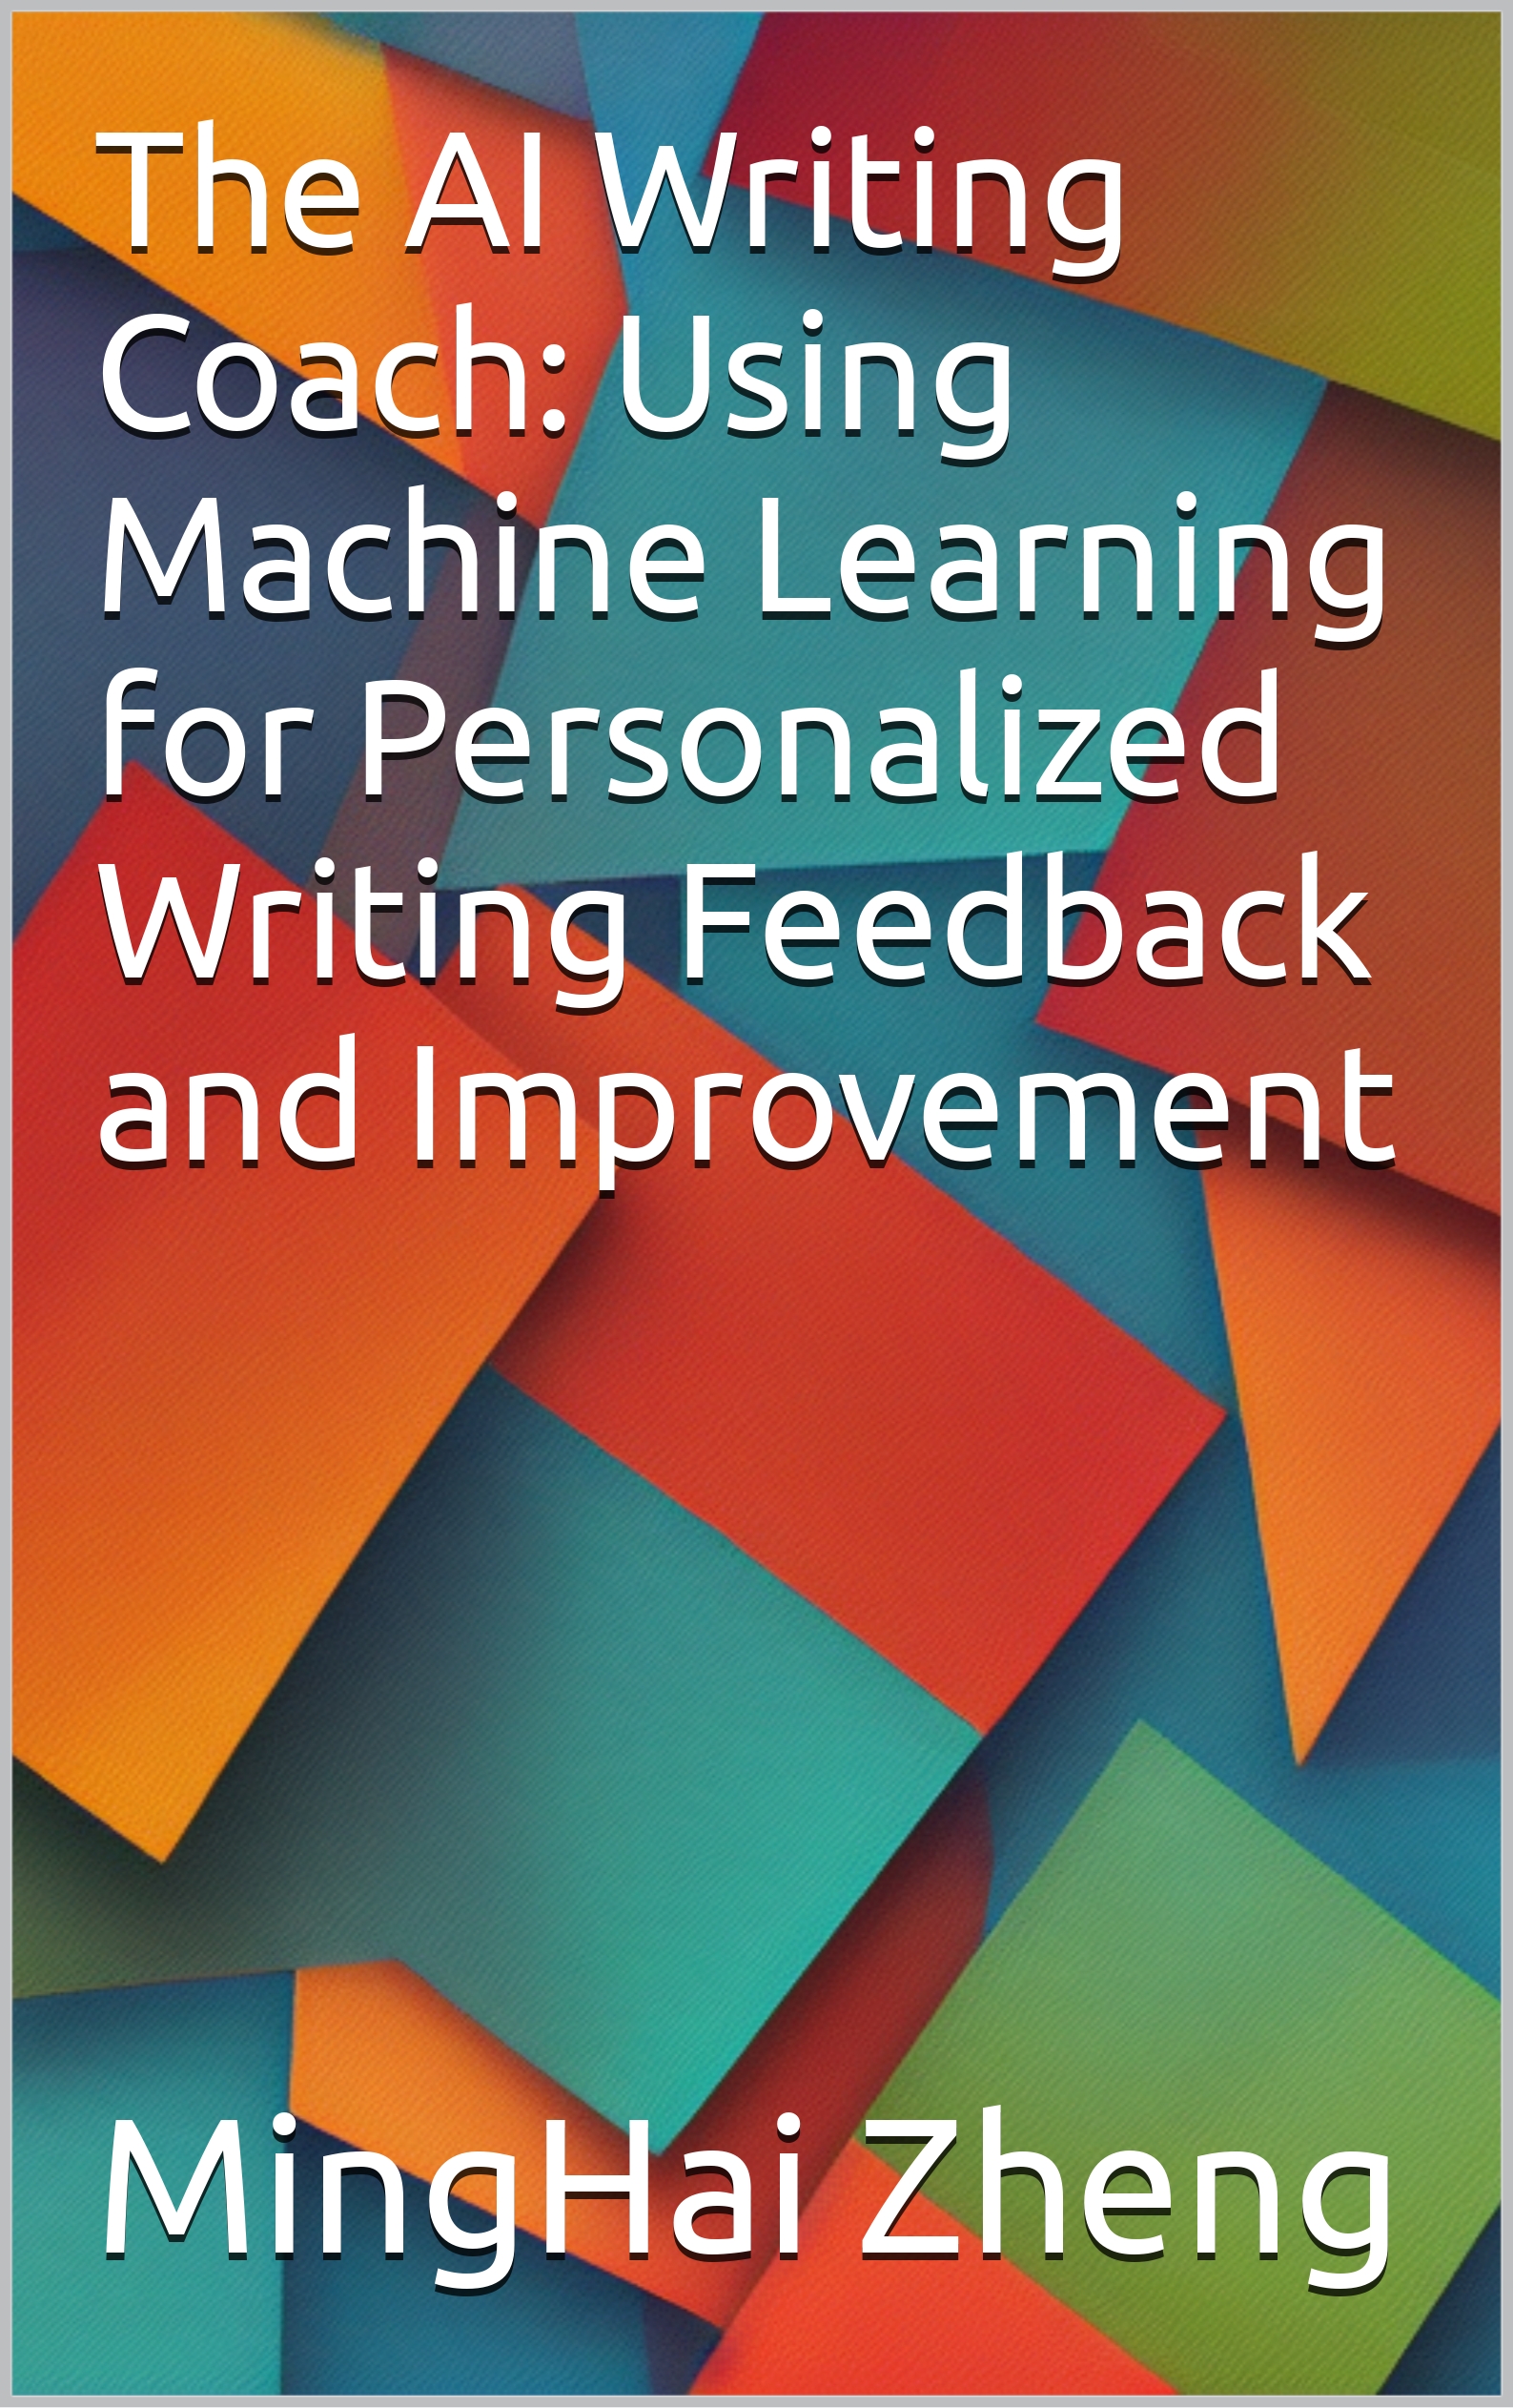 The AI Writing
Coach: Using
Machine Learning
for Personalized
Writing Feedback
and Improvement
MingHai Zheng